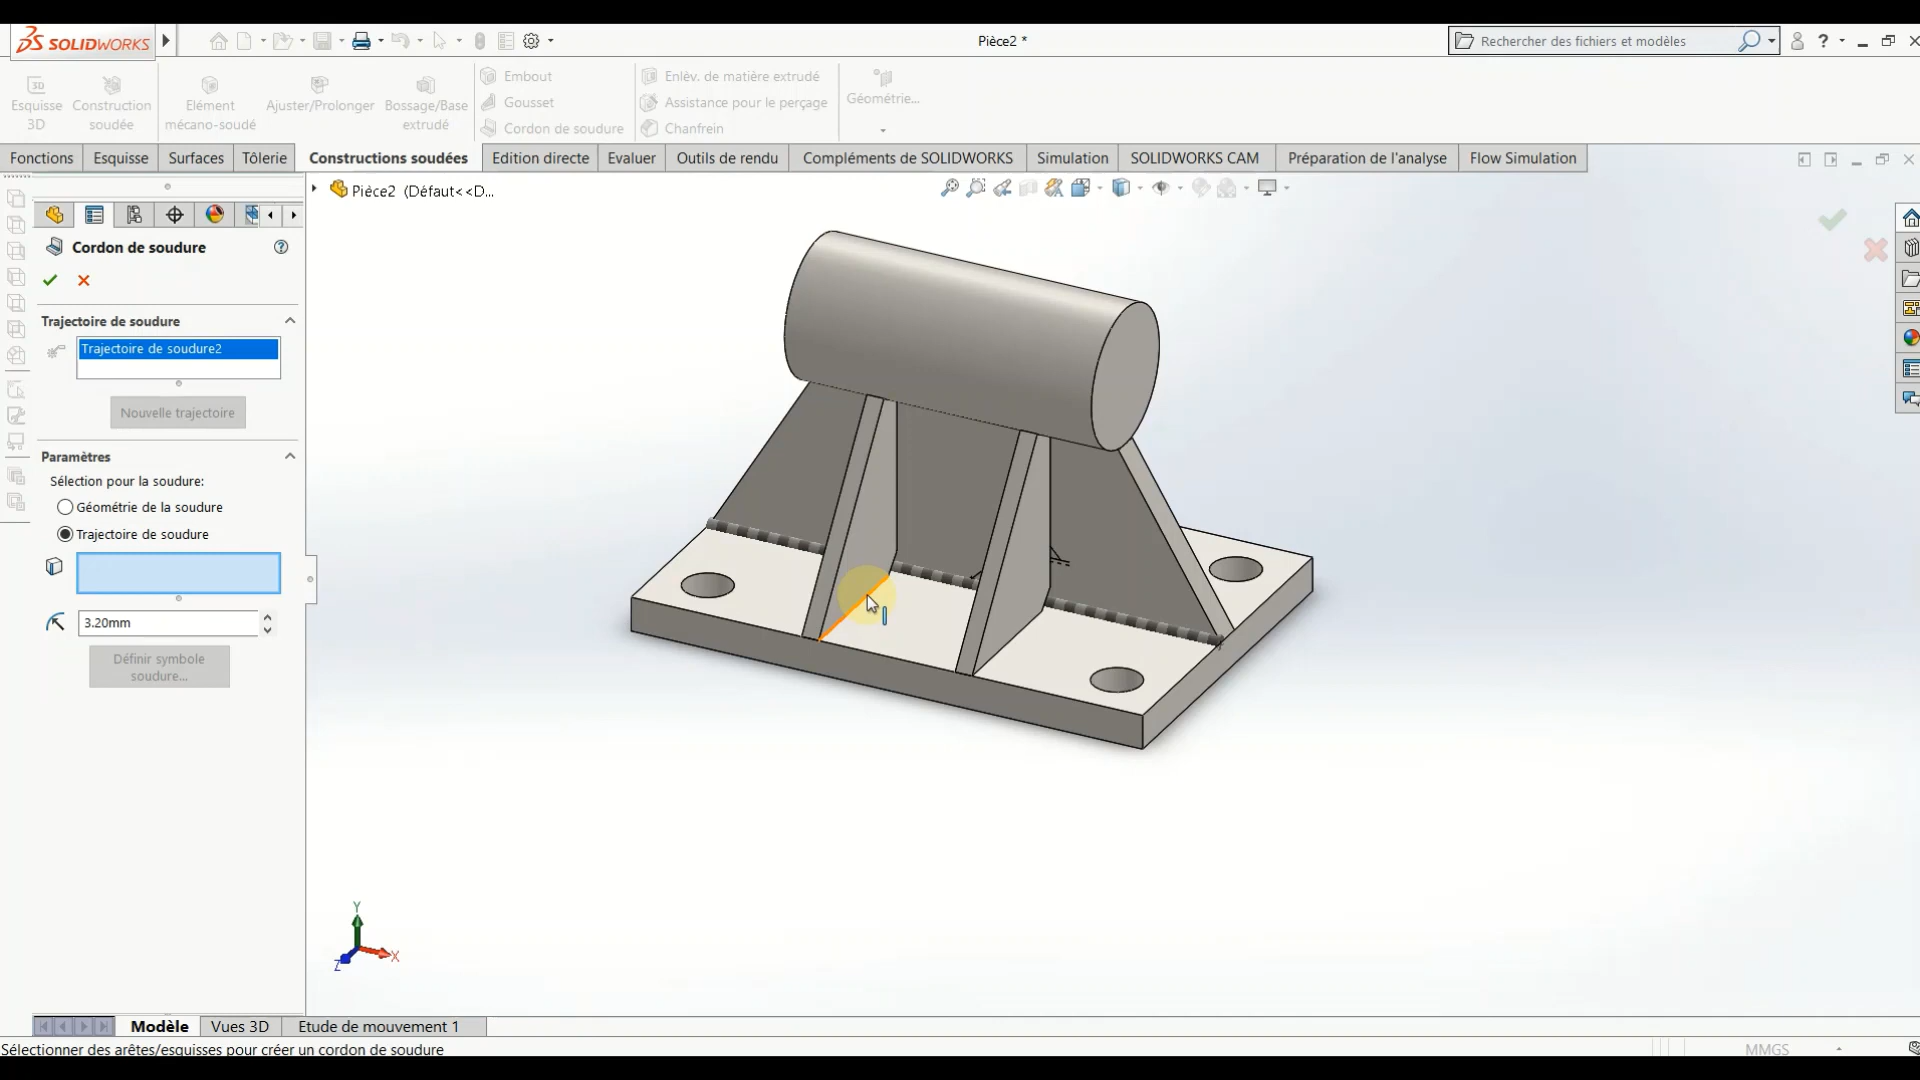 SOLIDWORKS
Pièce2 *
Rechercher des fichiers et modèles
?
Esquisse
3D
Construction
soudée
Elément
mécano-soudé
Ajuster/Prolonger
Bossage/Base
extrudé
Embout
Gousset
Cordon de soudure
Enlèv. de matière extrudé
Assistance pour le perçage
Chanfrein
Géométrie...
Fonctions
Esquisse
Surfaces
Tôlerie
Constructions soudées
Edition directe
Evaluer
Outils de rendu
Compléments de SOLIDWORKS
Simulation
SOLIDWORKS CAM
Préparation de l'analyse
Flow Simulation
Pièce2 (Défaut<<D...
Cordon de soudure
?
Trajectoire de soudure
Trajectoire de soudure2
Nouvelle trajectoire
Paramètres
Sélection pour la soudure:
Géométrie de la soudure
Trajectoire de soudure
3.20mm
Définir symbole
soudure...
Y
X
Z
Modèle
Vues 3D
Etude de mouvement 1
Sélectionner des arêtes/esquisses pour créer un cordon de soudure
MMGS